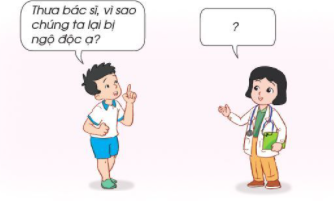 Thưa bác sĩ, vì sao
chúng ta lại bị
ngộ độc ạ?
?